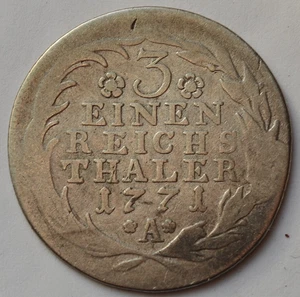 3
EINEN
REICHS
THALER
1771
A